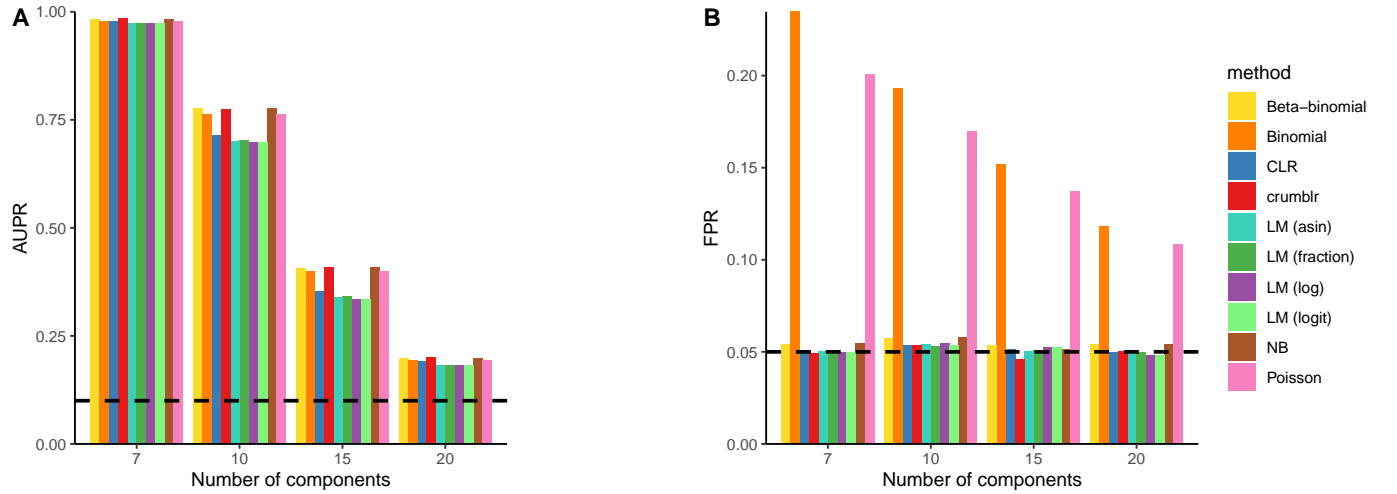 A
1.00
0.75
0.50
0.25
0.00
AUPR
7
10
15
20
Number of components
B
0.20
0.15
0.10
0.05
0.00
FPR
7
10
15
20
Number of components
method
Beta−binomial
Binomial
CLR
crumblr
LM (asin)
LM (fraction)
LM (log)
LM (logit)
NB
Poisson